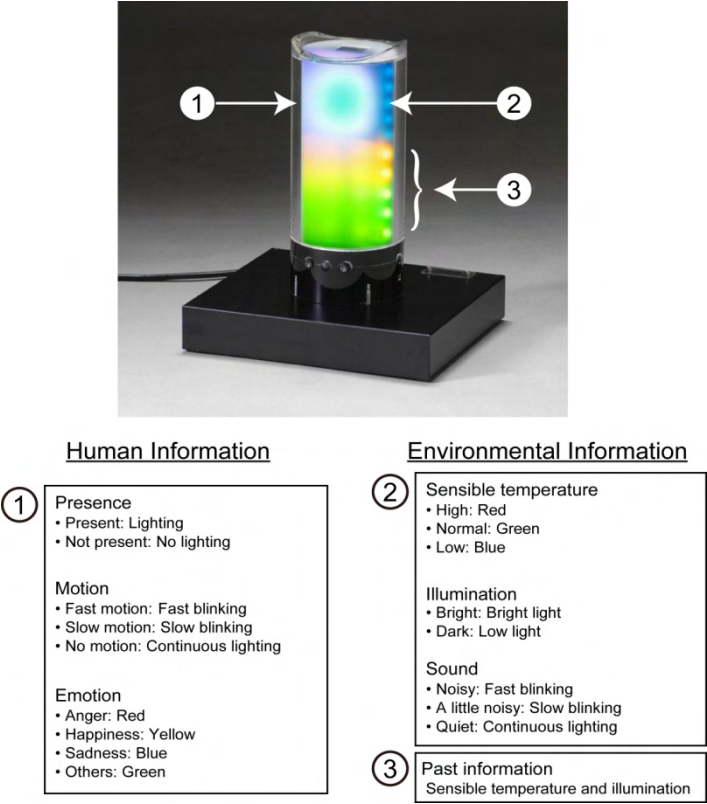 1
2
3
Human Information
Environmental Information
1
Presence
• Present: Lighting
• Not present: No lighting
Motion
• Fast motion: Fast blinking
• Slow motion: Slow blinking
• No motion: Continuous lighting
Emotion
• Anger: Red
• Happiness: Yellow
• Sadness: Blue
• Others: Green
2
Sensible temperature
• High: Red
• Normal: Green
• Low: Blue
Illumination
• Bright: Bright light
• Dark: Low light
Sound
• Noisy: Fast blinking
• A little noisy: Slow blinking
• Quiet: Continuous lighting
3
Past information
Sensible temperature and illumination